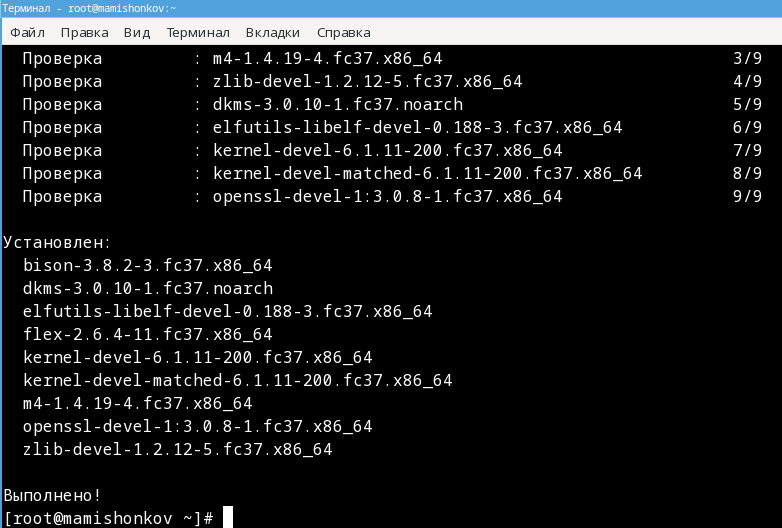 Терминал - root@mamishonkov:~
Файл Правка Вид Терминал Вкладки Справка
Проверка : m4-1.4.19-4.fc37.x86_64 3/9
Проверка : zlib-devel-1.2.12-5.fc37.x86_64 4/9
Проверка : dkms-3.0.10-1.fc37.noarch 5/9
Проверка : elfutils-libelf-devel-0.188-3.fc37.x86_64 6/9
Проверка : kernel-devel-6.1.11-200.fc37.x86_64 7/9
Проверка : kernel-devel-matched-6.1.11-200.fc37.x86_64 8/9
Проверка : openssl-devel-1:3.0.8-1.fc37.x86_64 9/9
Установлен:
bison-3.8.2-3.fc37.x86_64
dkms-3.0.10-1.fc37.noarch
elfutils-libelf-devel-0.188-3.fc37.x86_64
flex-2.6.4-11.fc37.x86_64
kernel-devel-6.1.11-200.fc37.x86_64
kernel-devel-matched-6.1.11-200.fc37.x86_64
m4-1.4.19-4.fc37.x86_64
openssl-devel-1:3.0.8-1.fc37.x86_64
zlib-devel-1.2.12-5.fc37.x86_64
Выполнено!
[root@mamishonkov ~]#